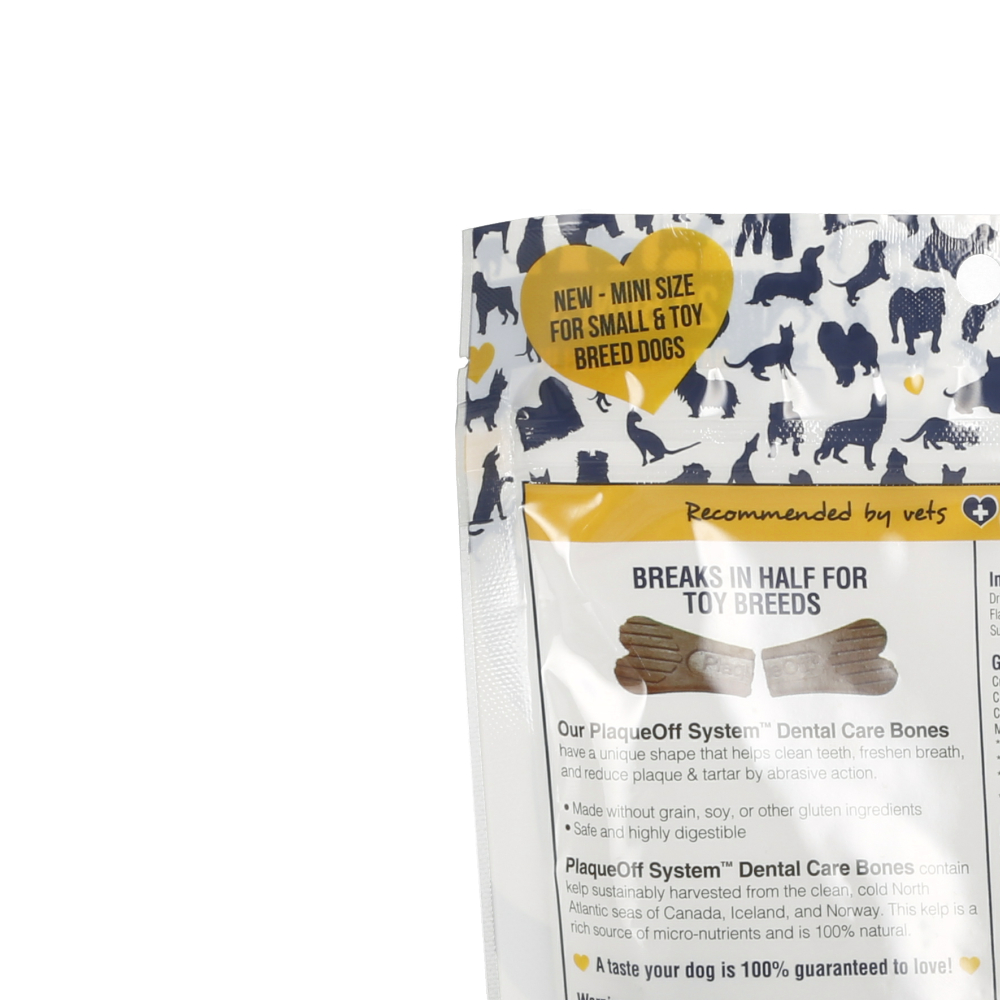 NEW - MINI SIZE
FOR SMALL & TOY
BREED DOGS
Recommended by vets
BREAKS IN HALF FOR
TOY BREEDS
Plaq
eOff
Our PlaqueOff System™ Dental Care Bones
have a unique shape that helps clean teeth, freshen breath,
and reduce plaque & tartar by abrasive action.
• Made without grain, soy, or other gluten ingredients
• Safe and highly digestible
PlaqueOff System™ Dental Care Bones contain
kelp sustainably harvested from the clean, cold North
Atlantic seas of Canada, Iceland, and Norway. This kelp is a
rich source of micro-nutrients and is 100% natural.
A taste your dog is 100% guaranteed to love!